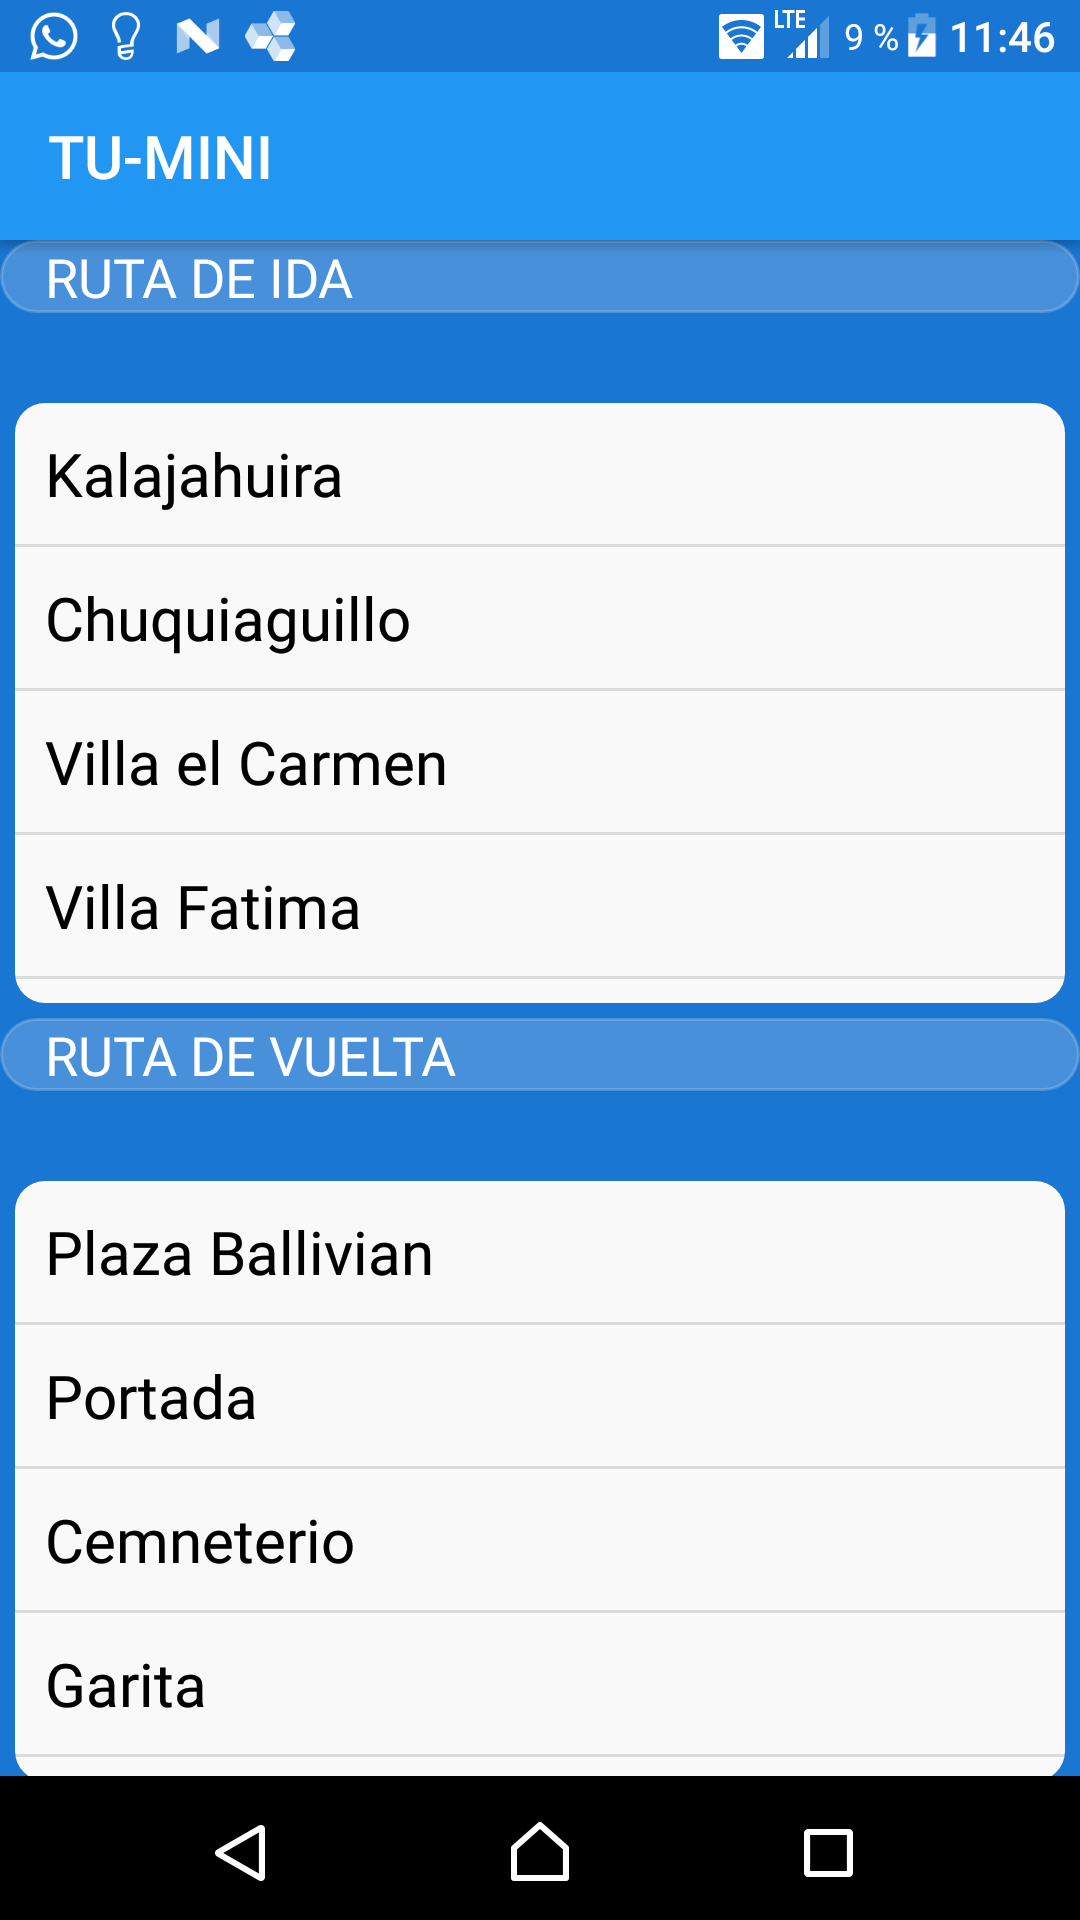 LTE 9 % 11:46
TU-MINI
RUTA DE IDA
Kalajahuira
Chuquiaguillo
Villa el Carmen
Villa Fatima
RUTA DE VUELTA
Plaza Ballivian
Portada
Cemneterio
Garita